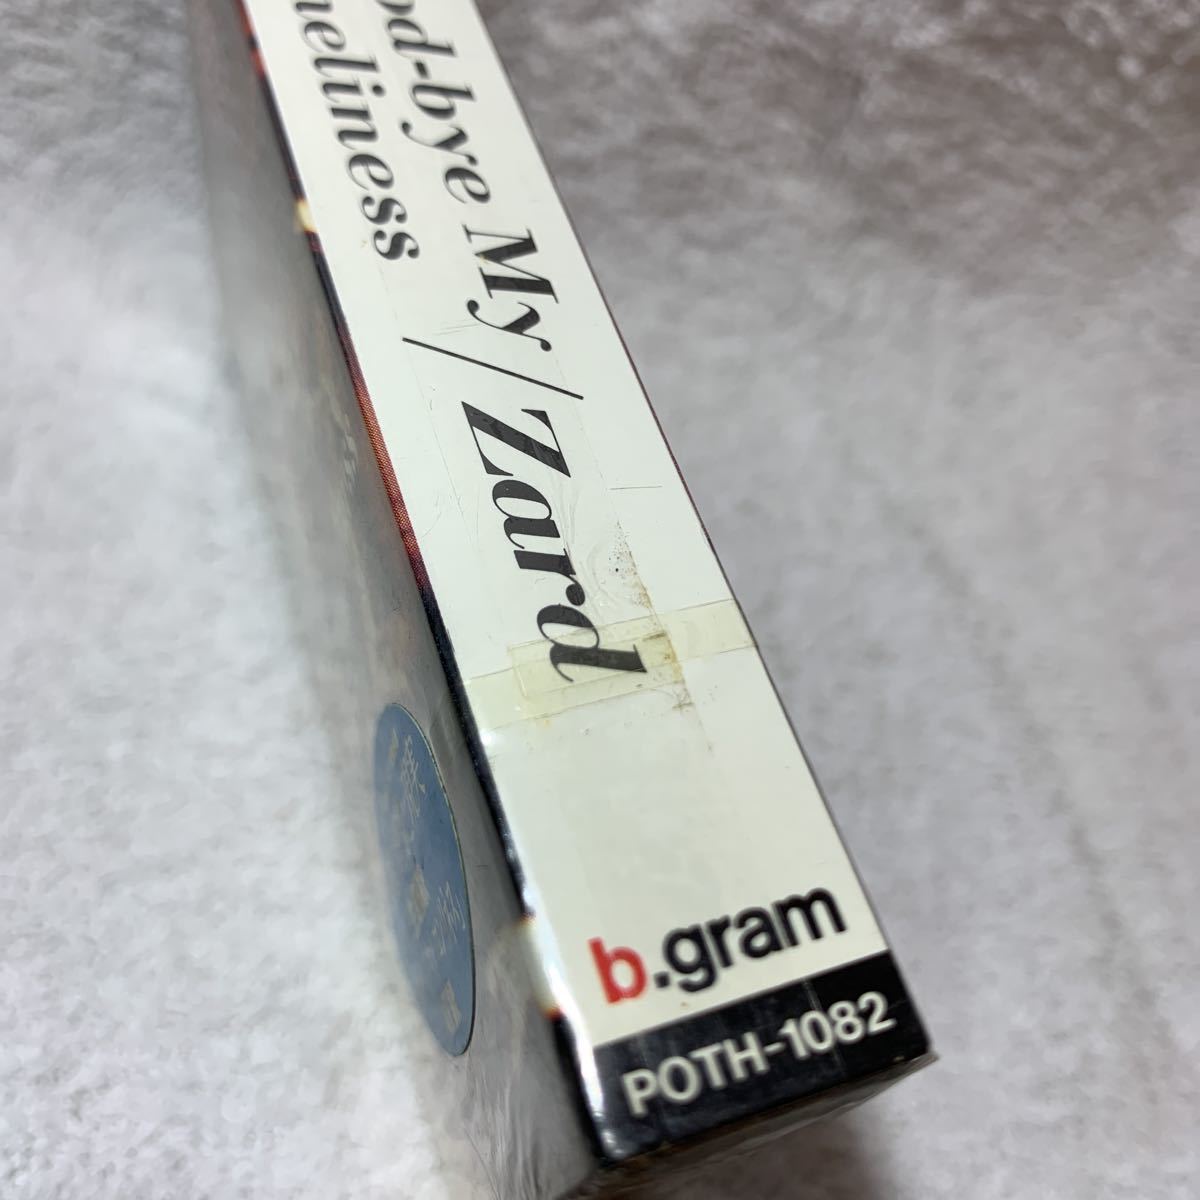 od-bye My / Zard
neliness
b.gram
POTH-1082